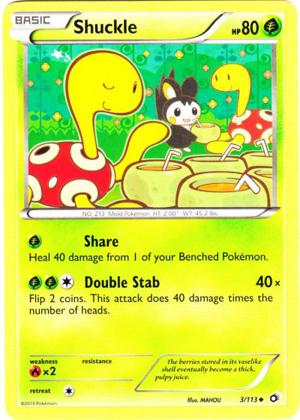 BASIC
Shuckle HP80
NO. 213 Mold Pokémon HT: 2'00" WT: 45.2 lbs.
Share
Heal 40 damage from 1 of your Benched Pokémon.
Double Stab 40×
Flip 2 coins. This attack does 40 damage times
the number of heads.
weakness resistance
×2
retreat
The berries stored in its vaselike
shell eventually become a thick,
pulpy juice.
©2013 Pokémon
Illus. MAHOU 3/113